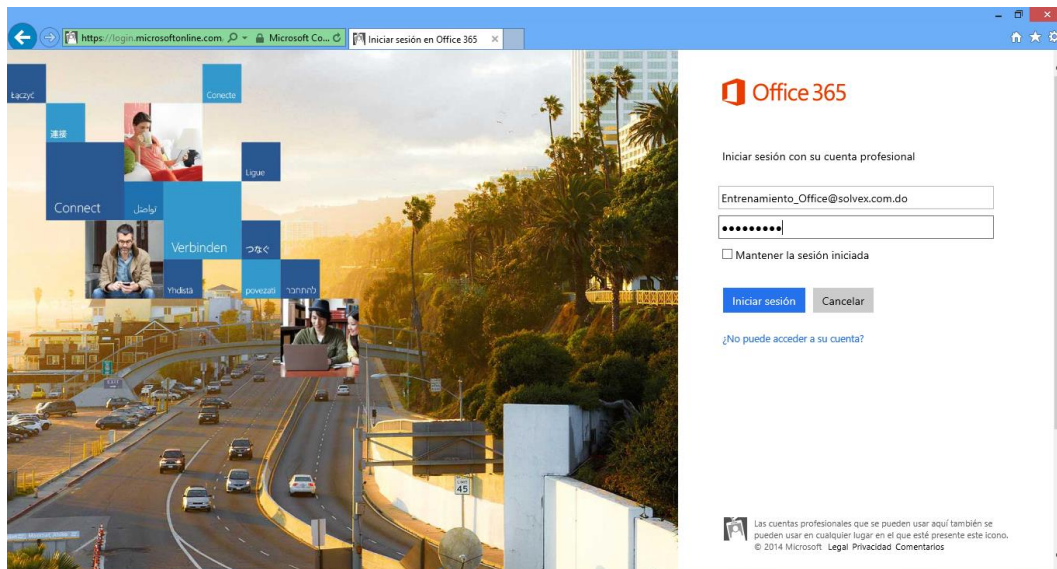 https://login.microsoftonline.com
Microsoft Co...
Iniciar sesión en Office 365
Łączyć
Conecte
連接
Ligue
Connect
تواصل
Verbinden
つなぐ
Yhdistä
povezati
להתחבר
EXIT
SPEED
LIMIT
45
Office 365
Iniciar sesión con su cuenta profesional
Entrenamiento_Office@solvex.com.do
•••••••••
Mantener la sesión iniciada
Iniciar sesión
Cancelar
¿No puede acceder a su cuenta?
Las cuentas profesionales que se pueden usar aquí también se
pueden usar en cualquier lugar en el que esté presente este icono.
© 2014 Microsoft Legal Privacidad Comentarios